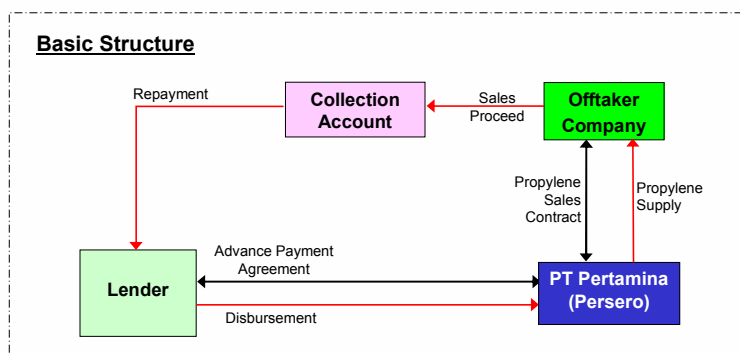 Basic Structure
Repayment
Collection
Account
Sales
Proceed
Offtaker
Company
Propylene
Sales
Contract
Propylene
Supply
Lender
Advance Payment
Agreement
Disbursement
PT Pertamina
(Persero)